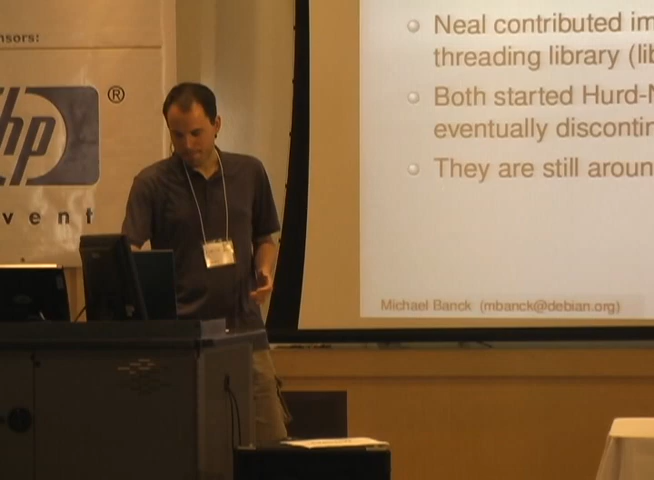 nsors:
hp
®
vent
Neal contributed im
threading library (lib
Both started Hurd-N
eventually discontin
They are still aroun
Michael Banck (mbanck@debian.org)